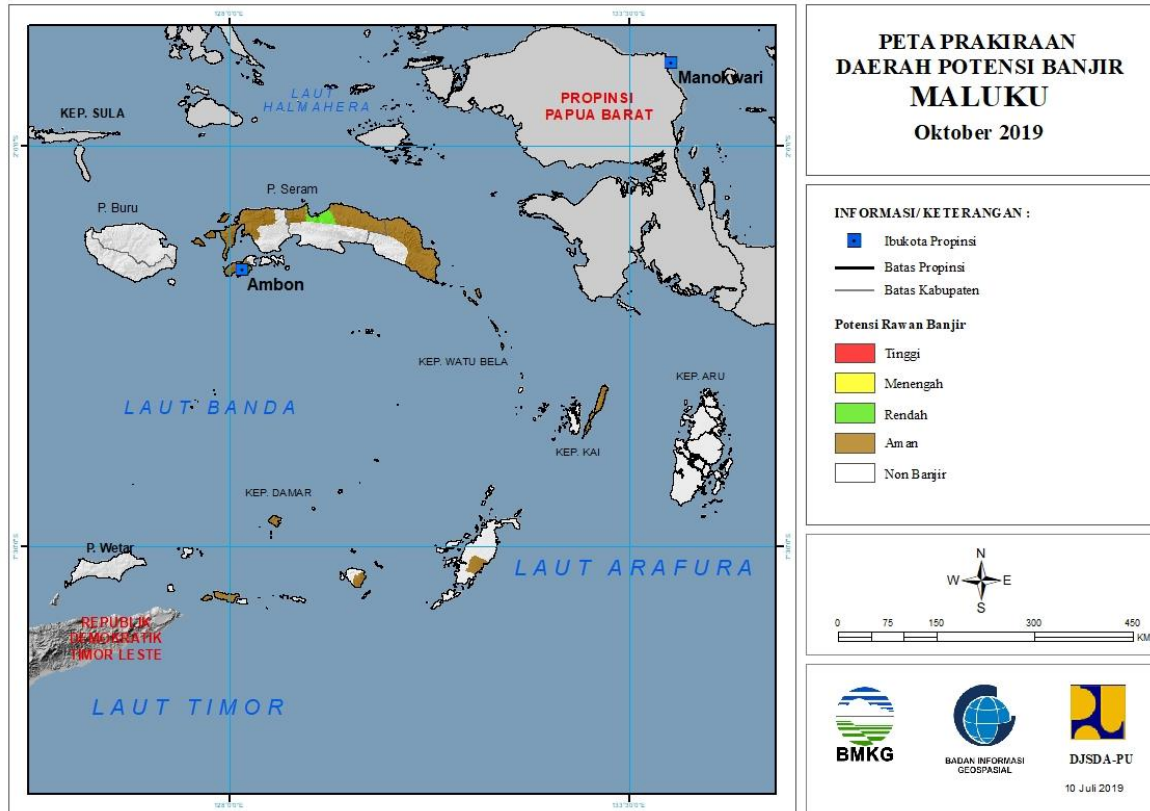 PETA PRAKIRAAN
DAERAH POTENSI BANJIR
MALUKU
Oktober 2019
INFORMASI/ KETERANGAN :
Ibukota Propinsi
Batas Propinsi
Batas Kabupaten
Potensi Rawan Banjir
Tinggi
Menengah
Rendah
Aman
Non Banjir
N
W E
S
0 75 150 300 450
KM
BMKG
BADAN INFORMASI
GEOSPASIAL
DJSDA-PU
10 Juli 2019
Manokwari
LAUT
HALMAHERA
PROPINSI
PAPUA BARAT
KEP. SULA
P. Seram
P. Buru
Ambon
KEP. WATU BELA
KEP. ARU
LAUT BANDA
KEP. KAI
KEP. DAMAR
P. Wetar
LAUT ARAFURA
REPUBLIK
DEMOKRATIK
TIMOR LESTE
LAUT TIMOR